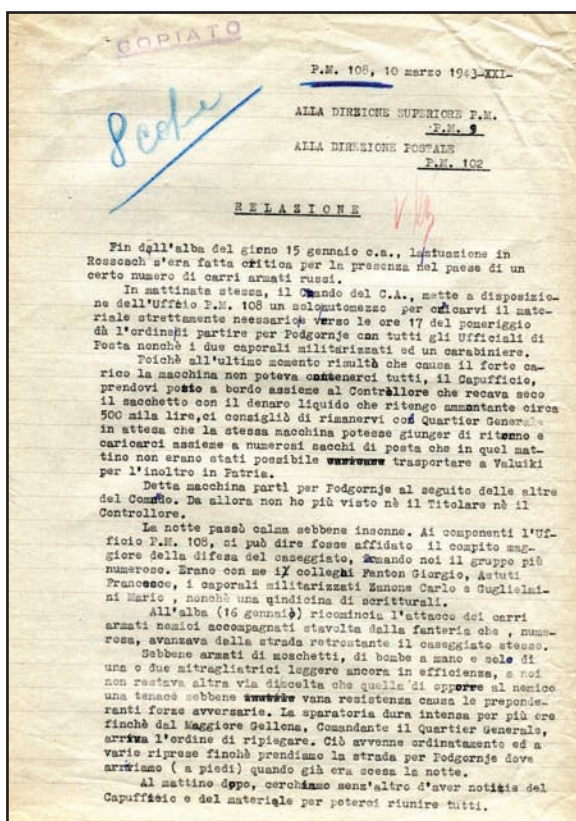 COPIATO
P.M. 108, 10 marzo 1943-XXI-
8 copie
ALLA DIREZIONE SUPERIORE P.M.
P.M. 9
ALLA DIREZIONE POSTALE
P.M. 102
RELAZIONE
Fin dall'alba del girno 15 gennaio c.a., lastuazione in
Rossosch s'era fatta critica per la presenza nel paese di un
certo numero di carri armati russi.
In mattinata stessa, il Comando del C.A., mette a disposizio-
ne dell'Uffcio P.M. 108 un solo automezzo per caricarvi il mate-
riale strettamente necessario e verso le ore 17 del pomeriggio
dà l'ordine di partire per Podgornje con tutti gli Ufficiali di
Posta nonchè i due caporali militarizzati ed un carabiniere.
Poichè all'ultimo momento risultò che causa il forte ca-
rico la macchina non poteva contenerci tutti, il Capufficio,
prendovi posto a bordo assieme al Controllore che recava seco
il sacchetto con il denaro liquido che ritengo ammontante circa
500 mila lire, ci consigliò di rimanervi col Quartier Generale
in attesa che la stessa macchina potesse giunger di ritorno e
caricarci assieme a numerosi sacchi di posta che in quel mat-
tino non erano stati possibile trasportare a Valuiki
per l'inoltro in Patria.
Detta macchina partì per Podgornje al seguito delle altre
del Comando. Da allora non ho più visto nè il Titolare nè il
Controllore.
La notte passò calma sebbene insonne. Ai componenti l'Uf-
ficio P.M. 108, si può dire fosse affidato il compito mag-
giore della difesa del caseggiato, formando noi il gruppo più
numeroso. Erano con me i colleghi Fanton Giorgio, Astuti
Francesco, i caporali militarizzati Zanone Carlo e Guglielmi-
ni Mario, nonchè una qindicina di scritturali.
All'alba (16 gennaio) ricomincia l'attacco dei carri
armati nemici accompagnati stavolta dalla fanteria che, nume-
rosa, avanzava dalla strada retrostante il caseggiato stesso.
Sebbene armati di moschetti, di bombe a mano e solo di
una o due mitragliatrici leggere ancora in efficienza, a noi
non restava altra via discelta che quella di opporre al nemico
una tenace sebbene vana resistenza causa le preponde-
ranti forze avversarie. La sparatoria dura intensa per più ore
finchè dal Maggiore Gellona, Comandante il Quartier Generale,
arriva l'ordine di ripiegare. Ciò avvenne ordinatamente ed a
varie riprese finchè prendiamo la strada per Podgornje dove
arriviamo ( a piedi) quando già era scesa la notte.
Al mattino dopo, cerchiamo senz'altro d'aver notizie del
Capufficio e del materiale per poterci riunire tutti.